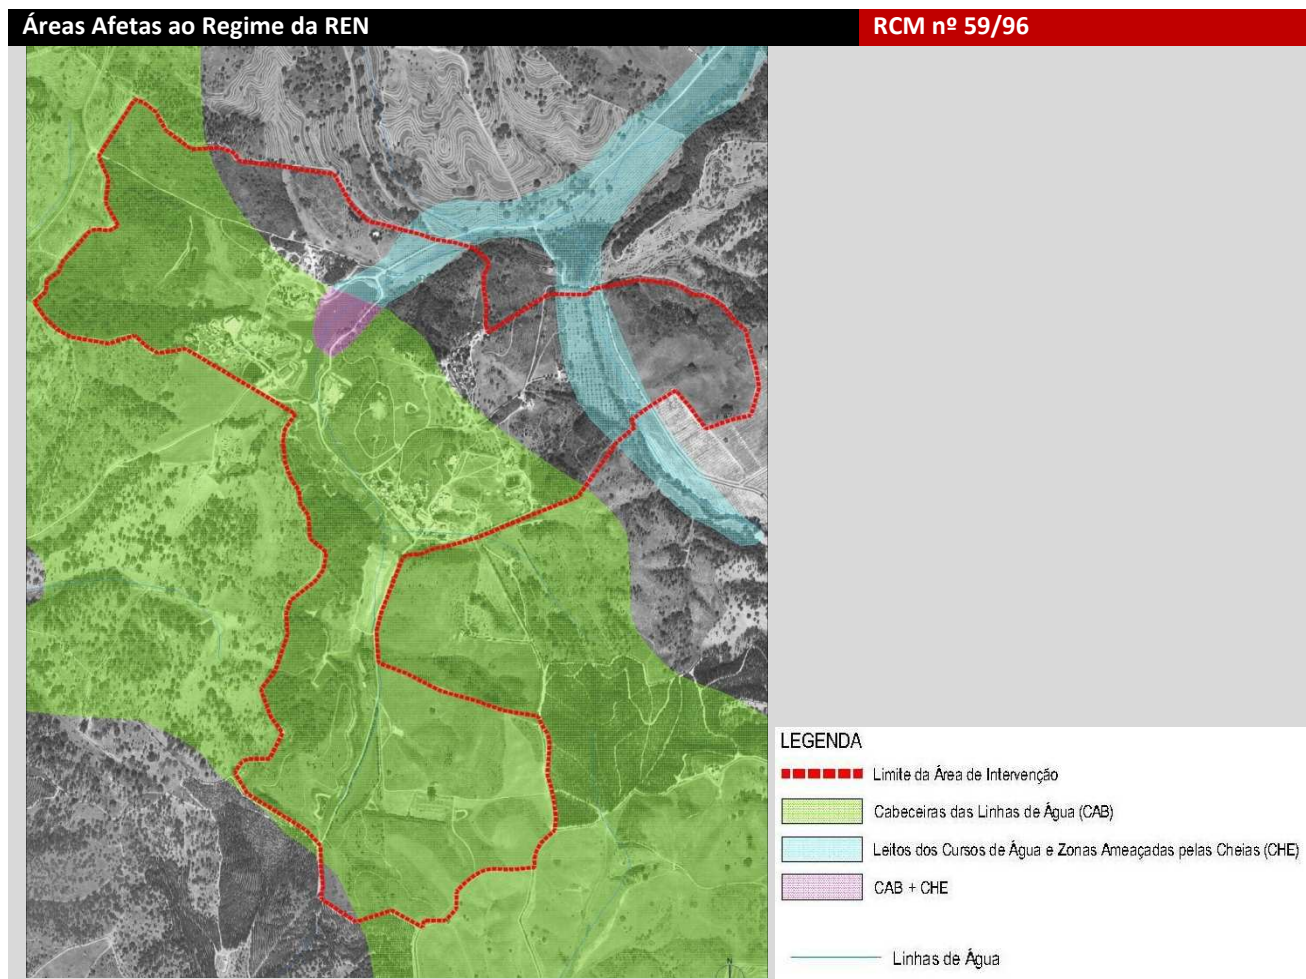 Áreas Afetas ao Regime da REN
RCM nº 59/96
LEGENDA
Limite da Área de Intervenção
Cabeceiras das Linhas de Água (CAB)
Leitos dos Cursos de Água e Zonas Ameaçadas pelas Cheias (CHE)
CAB + CHE
Linhas de Água
N